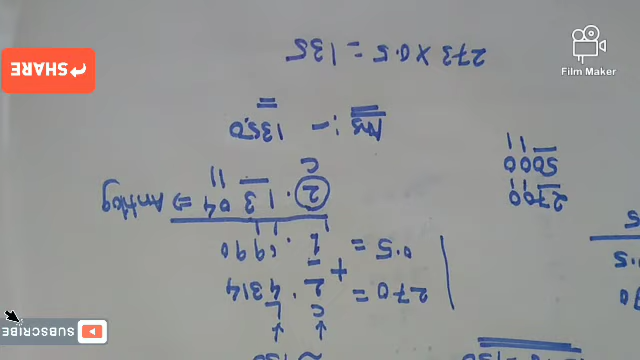 C L
270 = 2.4314
+
0.5 = 1̄.6990
2.1304 ⇒ Antilog
C
Ans :- 135.0
273 × 0.5 = 135
2700
5000
SHARE
SUBSCRIBE
Film Maker